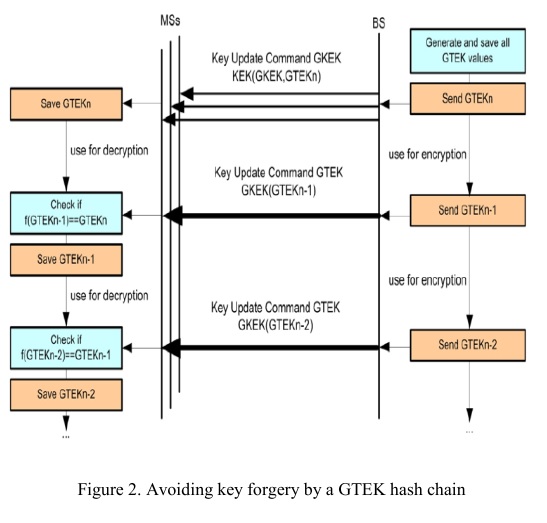 MSs
BS
Generate and save all
GTEK values
Key Update Command GKEK
KEK(GKEK,GTEKn)
Save GTEKn
Send GTEKn
use for decryption
use for encryption
Key Update Command GTEK
GKEK(GTEKn-1)
Check if
f(GTEKn-1)==GTEKn
Send GTEKn-1
Save GTEKn-1
use for decryption
use for encryption
Key Update Command GTEK
GKEK(GTEKn-2)
Check if
f(GTEKn-2)==GTEKn-1
Send GTEKn-2
Save GTEKn-2
...
...
Figure 2. Avoiding key forgery by a GTEK hash chain